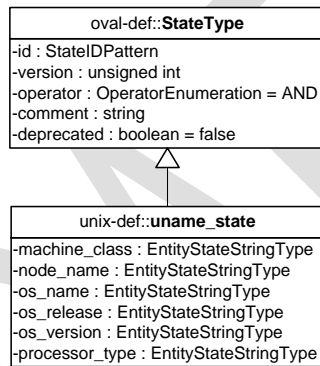 oval-def::StateType
-id : StateIDPattern
-version : unsigned int
-operator : OperatorEnumeration = AND
-comment : string
-deprecated : boolean = false
unix-def::uname_state
-machine_class : EntityStateStringType
-node_name : EntityStateStringType
-os_name : EntityStateStringType
-os_release : EntityStateStringType
-os_version : EntityStateStringType
-processor_type : EntityStateStringType